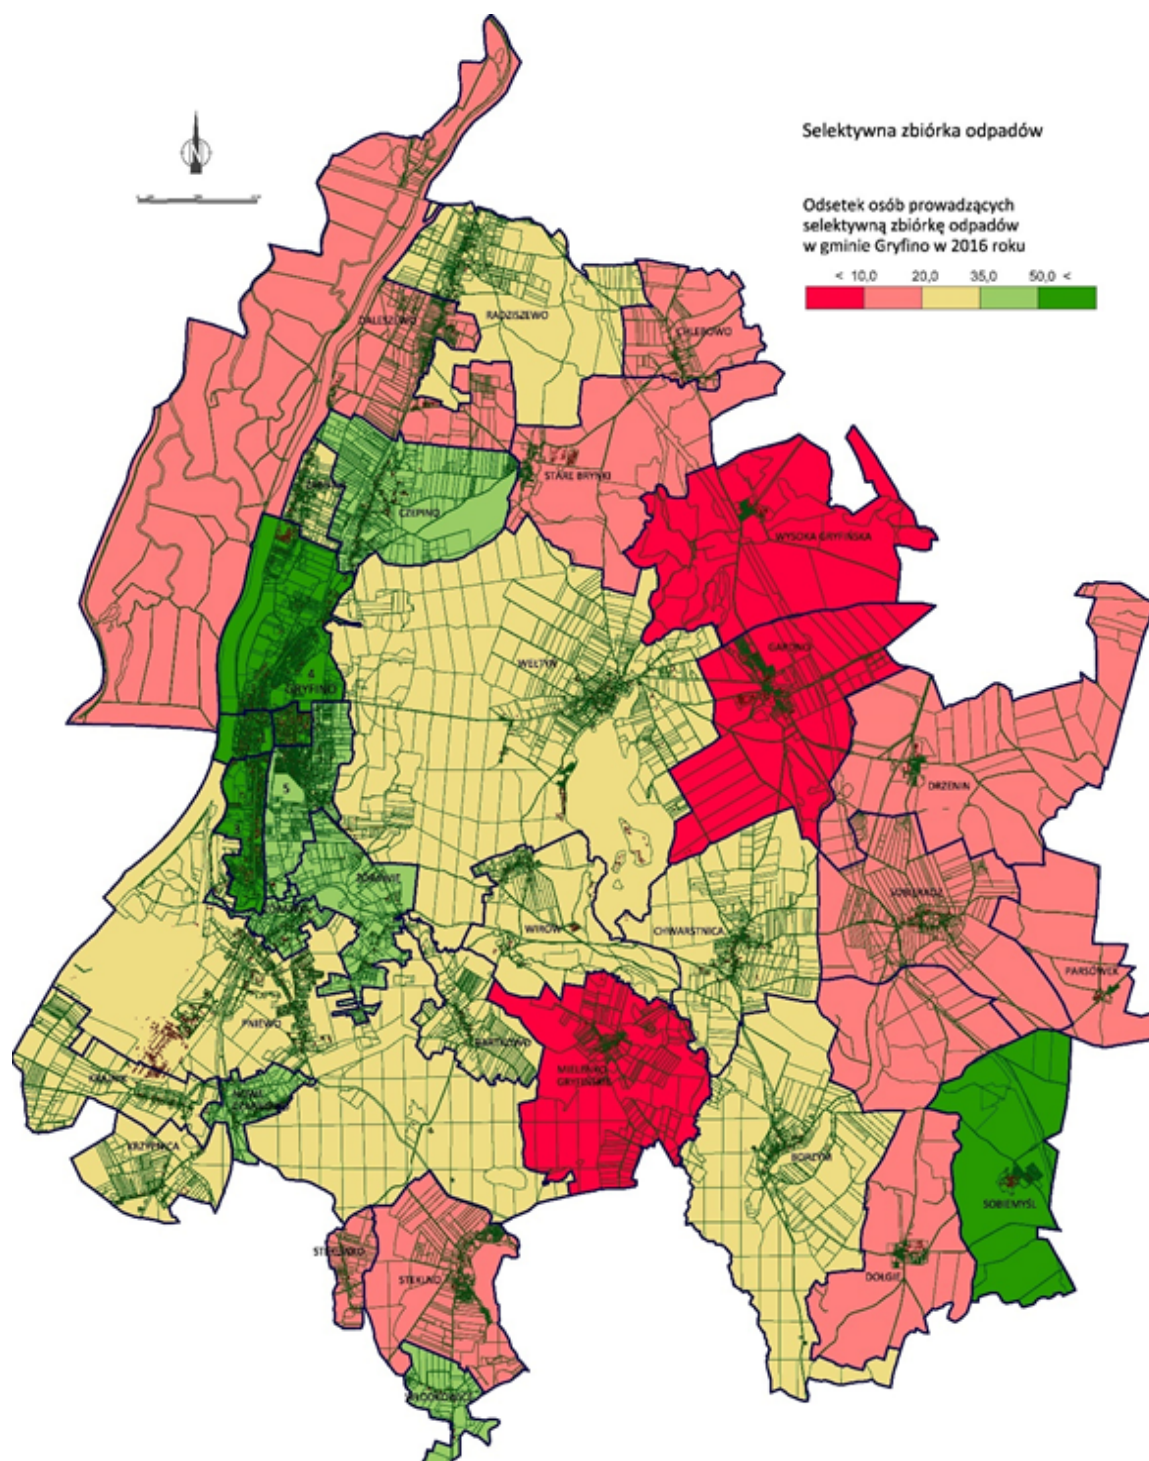 Selektywna zbiórka odpadów
Odsetek osób prowadzących
selektywną zbiórkę odpadów
w gminie Gryfino w 2016 roku
< 10,0 20,0 35,0 50,0 <
N
RADZISZEWO
DALESZEWO
CHLEBOWO
STARE BRYNKI
CZEPINO
WYSOKA GRYFIŃSKA
GARDNO
WEŁTYŃ
4
GRYFINO
DRZENIN
5
SOBIERADZ
WIRÓW
CHWARSTNICA
PARSÓWEK
PNIEWO
BARTKOWO
MIELENKO
GRYFIŃSKIE
KRAJNIK
KRZYPNICA
BORZYM
SOBIEMYŚL
STEKLINKO
STEKLNO
DOŁGIE